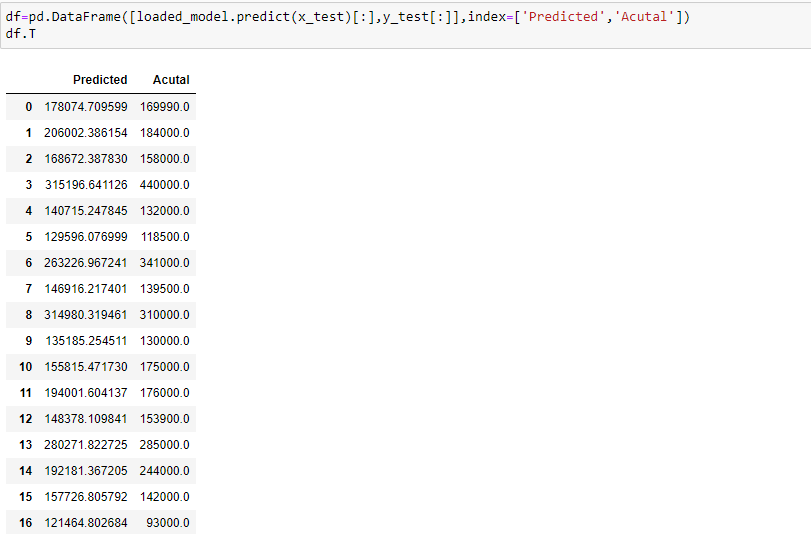 df=pd.DataFrame([loaded_model.predict(x_test)[:],y_test[:]],index=['Predicted','Acutal'])
df.T
Predicted Acutal
0 178074.709599 169990.0
1 206002.386154 184000.0
2 168672.387830 158000.0
3 315196.641126 440000.0
4 140715.247845 132000.0
5 129596.076999 118500.0
6 263226.967241 341000.0
7 146916.217401 139500.0
8 314980.319461 310000.0
9 135185.254511 130000.0
10 155815.471730 175000.0
11 194001.604137 176000.0
12 148378.109841 153900.0
13 280271.822725 285000.0
14 192181.367205 244000.0
15 157726.805792 142000.0
16 121464.802684 93000.0